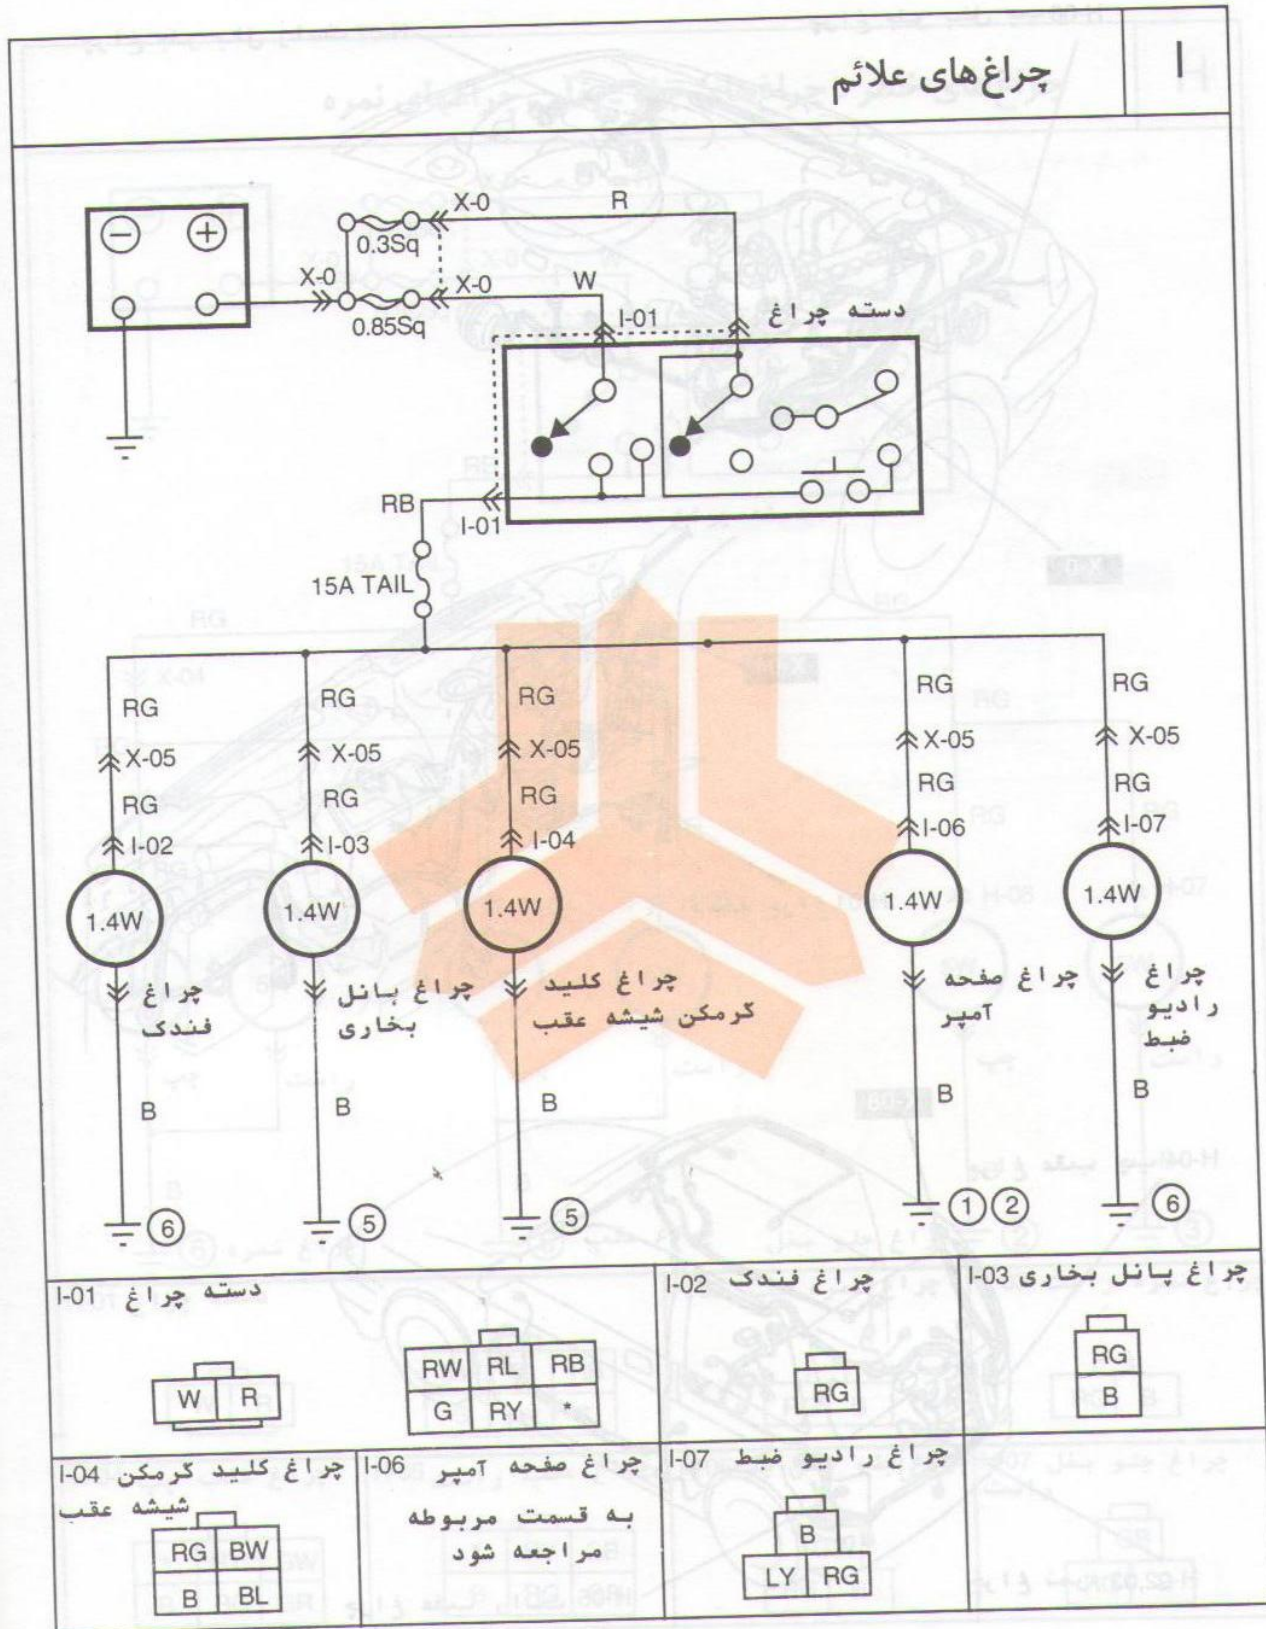 I
چراغ‌های علائم
− +
X-0 R
0.3Sq
X-0 X-0 W
0.85Sq
I-01 دسته چراغ
RB
I-01
15A TAIL
RG RG RG RG RG
X-05 X-05 X-05 X-05 X-05
RG RG RG RG RG
I-02 I-03 I-04 I-06 I-07
1.4W 1.4W 1.4W 1.4W 1.4W
چراغ فندک
چراغ پانل بخاری
چراغ کلید گرمکن شیشه عقب
چراغ صفحه آمپر
چراغ رادیو ضبط
B B B B B
6 5 5 1 2 6
I-01 دسته چراغ
W R
RW RL RB
G RY *
I-02 چراغ فندک
RG
I-03 چراغ پانل بخاری
RG
B
I-04 چراغ کلید گرمکن
شیشه عقب
RG BW
B BL
I-06 چراغ صفحه آمپر
به قسمت مربوطه
مراجعه شود
I-07 چراغ رادیو ضبط
B
LY RG